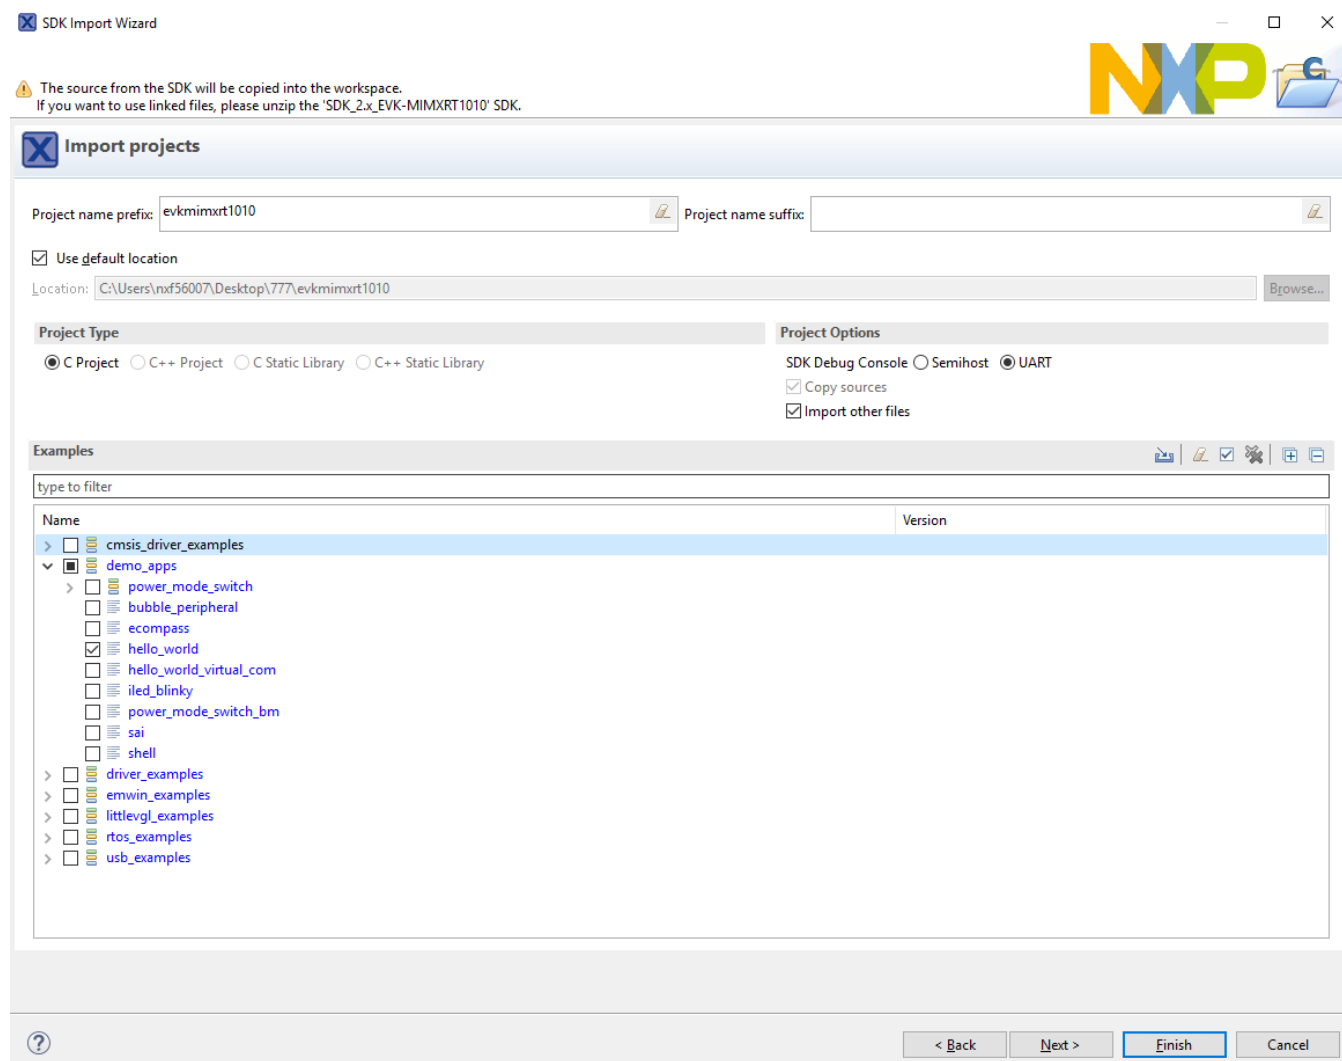 SDK Import Wizard
The source from the SDK will be copied into the workspace.
If you want to use linked files, please unzip the 'SDK_2.x_EVK-MIMXRT1010' SDK.
NXP
Import projects
Project name prefix: evkmimxrt1010 Project name suffix:
Use default location
Location: C:\Users\nxf56007\Desktop\777\evkmimxrt1010 Browse...
Project Type Project Options
C Project C++ Project C Static Library C++ Static Library SDK Debug Console Semihost UART
Copy sources
Import other files
Examples
type to filter
Name Version
cmsis_driver_examples
demo_apps
power_mode_switch
bubble_peripheral
ecompass
hello_world
hello_world_virtual_com
iled_blinky
power_mode_switch_bm
sai
shell
driver_examples
emwin_examples
littlevgl_examples
rtos_examples
usb_examples
< Back Next > Finish Cancel